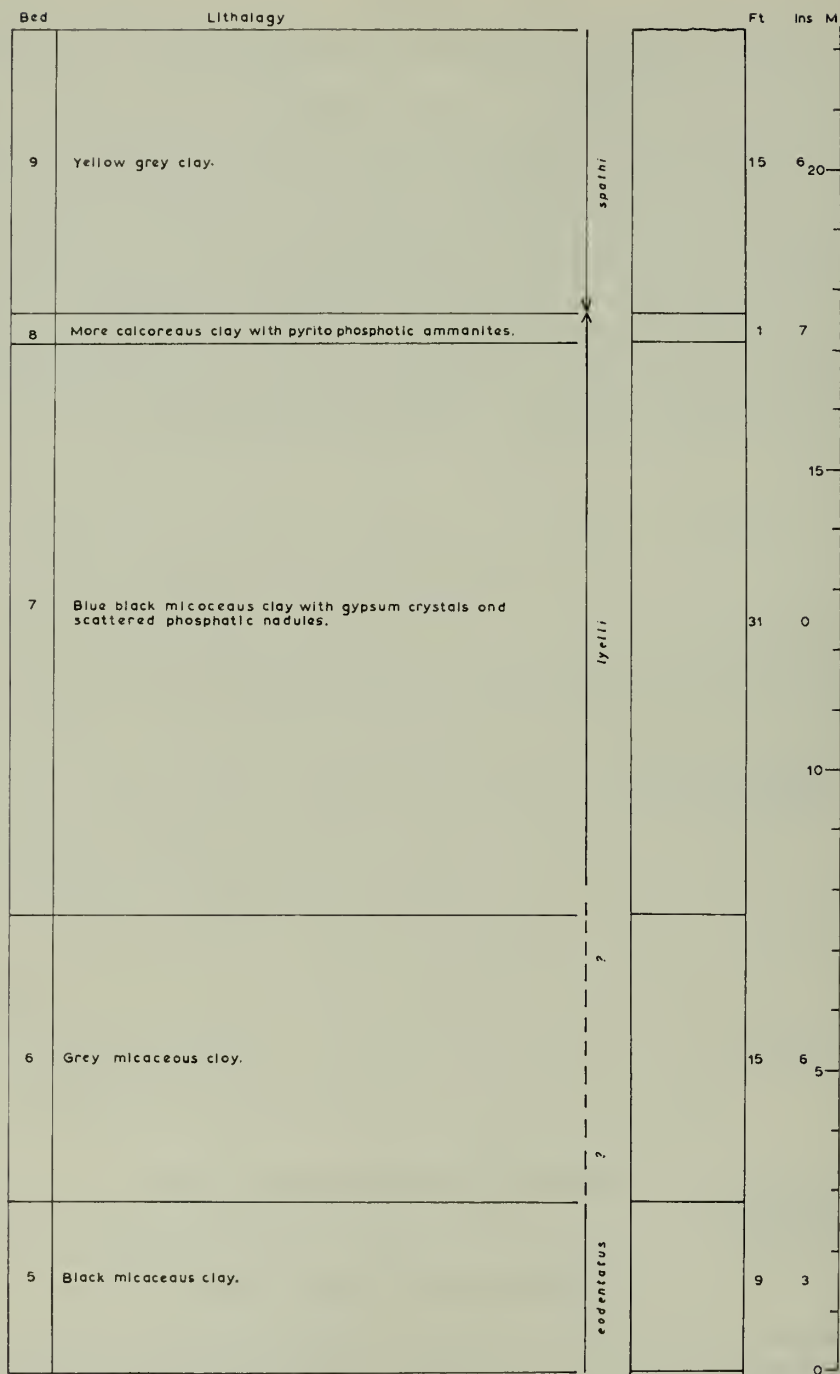 Bed Lithalagy Ft Ins M
9 Yellow grey clay. spathi 15 6 20
8 More calcoreaus clay with pyrito phosphotic ammanites. 1 7
15
7 Blue black micoceaus clay with gypsum crystals ond
scattered phosphatic nadules. lyelli 31 0
10
?
6 Grey micaceous cloy. 15 6 5
?
5 Black micaceaus clay. eodentatus 9 3
0